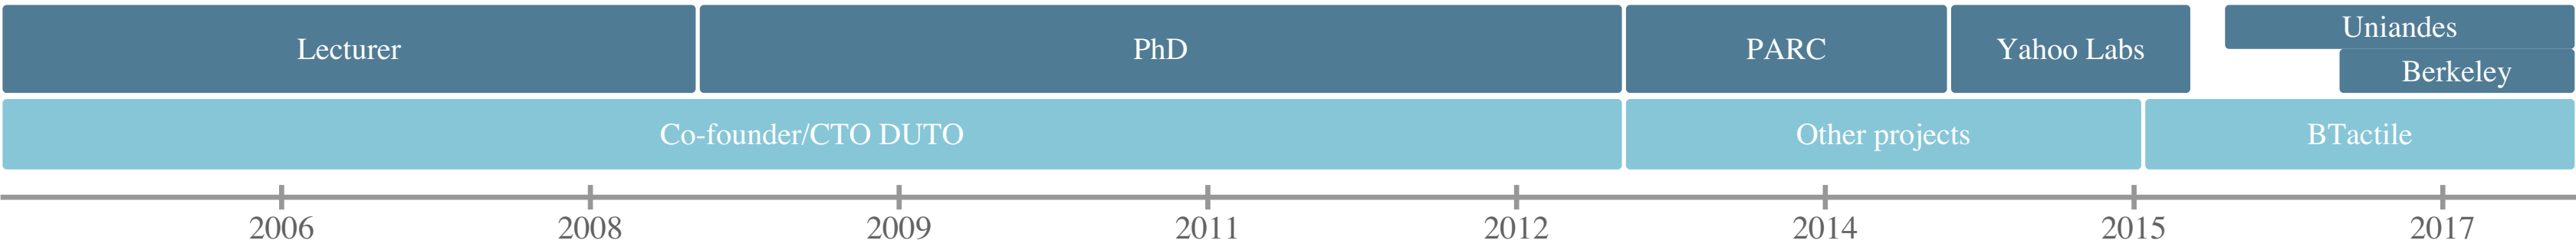 Lecturer
PhD
PARC
Yahoo Labs
Uniandes
Berkeley
Co-founder/CTO DUTO
Other projects
BTactile
2006 2008 2009 2011 2012 2014 2015 2017